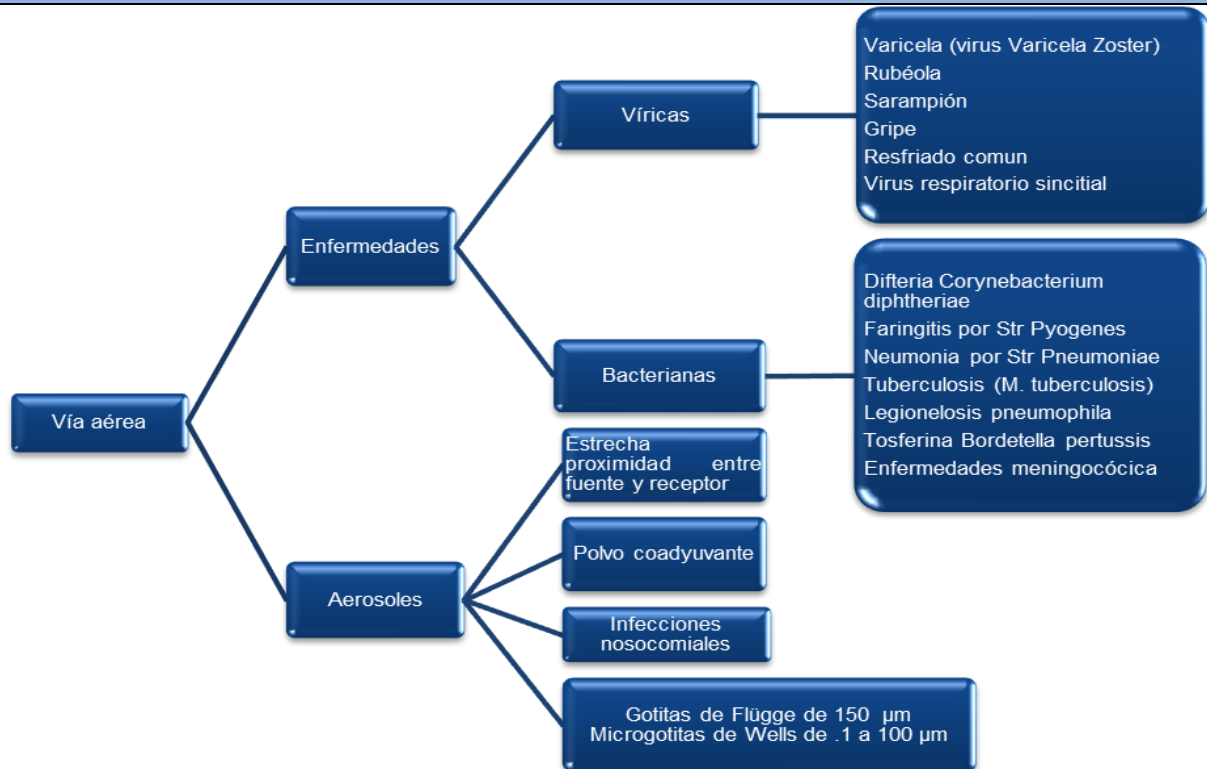 Vía aérea
Enfermedades
Víricas
Varicela (virus Varicela Zoster)
Rubéola
Sarampión
Gripe
Resfriado comun
Virus respiratorio sincitial
Bacterianas
Difteria Corynebacterium
diphtheriae
Faringitis por Str Pyogenes
Neumonia por Str Pneumoniae
Tuberculosis (M. tuberculosis)
Legionelosis pneumophila
Tosferina Bordetella pertussis
Enfermedades meningocócica
Aerosoles
Estrecha
proximidad entre
fuente y receptor
Polvo coadyuvante
Infecciones
nosocomiales
Gotitas de Flügge de 150 µm
Microgotitas de Wells de .1 a 100 µm